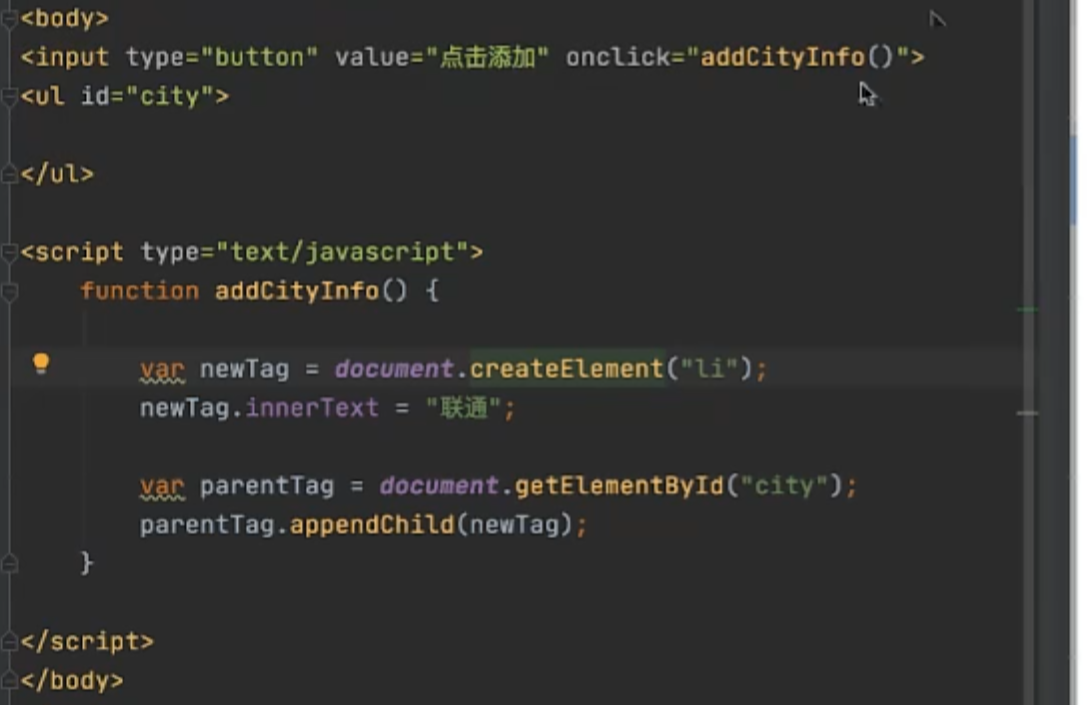 <body>
<input type="button" value="点击添加" onclick="addCityInfo()">
<ul id="city">
</ul>
<script type="text/javascript">
function addCityInfo() {
var newTag = document.createElement("li");
newTag.innerText = "联通";
var parentTag = document.getElementById("city");
parentTag.appendChild(newTag);
}
</script>
</body>